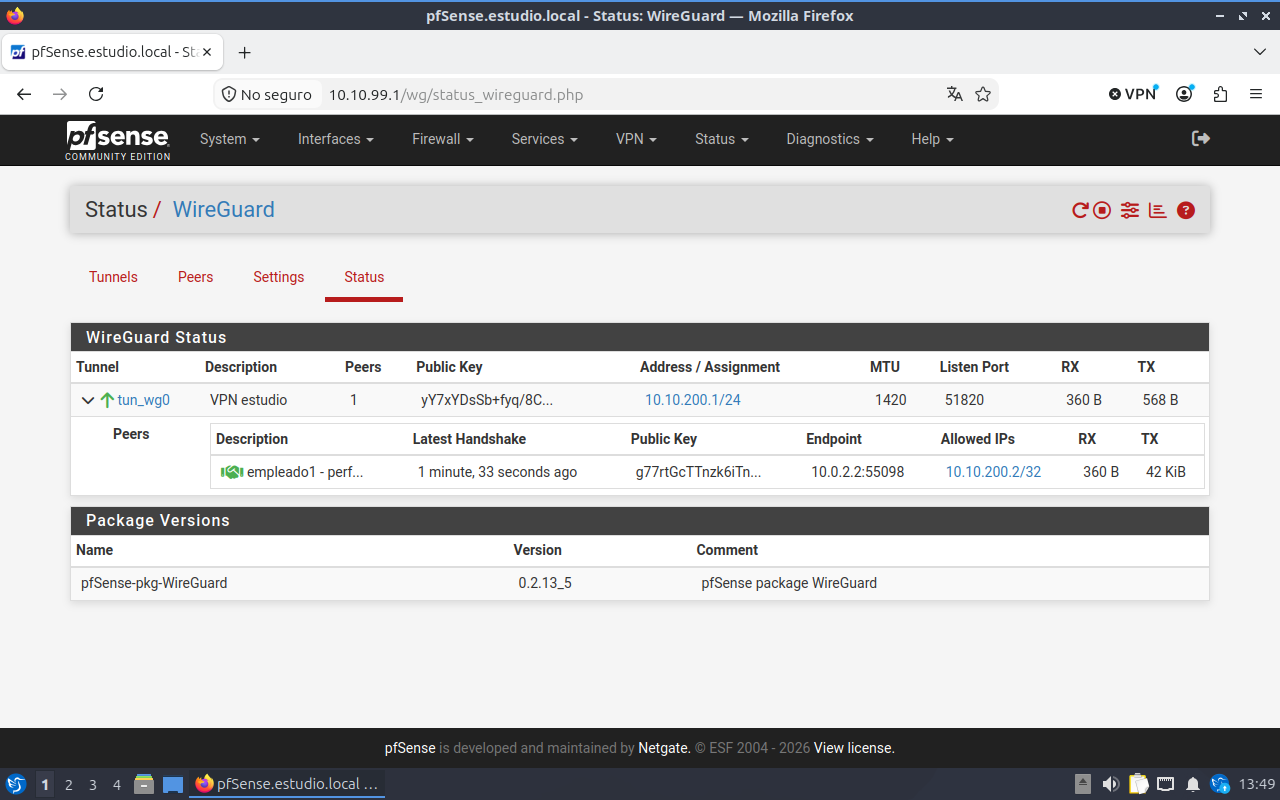 pfSense.estudio.local - Status: WireGuard — Mozilla Firefox
pfSense.estudio.local - St
No seguro 10.10.99.1/wg/status_wireguard.php VPN
pfsense COMMUNITY EDITION System Interfaces Firewall Services VPN Status Diagnostics Help
Status / WireGuard
Tunnels Peers Settings Status
WireGuard Status
Tunnel Description Peers Public Key Address / Assignment MTU Listen Port RX TX
tun_wg0 VPN estudio 1 yY7xYDsSb+fyq/8C... 10.10.200.1/24 1420 51820 360 B 568 B
Peers
Description Latest Handshake Public Key Endpoint Allowed IPs RX TX
empleado1 - perf... 1 minute, 33 seconds ago g77rtGcTTnzk6iTn... 10.0.2.2:55098 10.10.200.2/32 360 B 42 KiB
Package Versions
Name Version Comment
pfSense-pkg-WireGuard 0.2.13_5 pfSense package WireGuard
pfSense is developed and maintained by Netgate. © ESF 2004 - 2026 View license.
1 2 3 4 pfSense.estudio.local ... 13:49